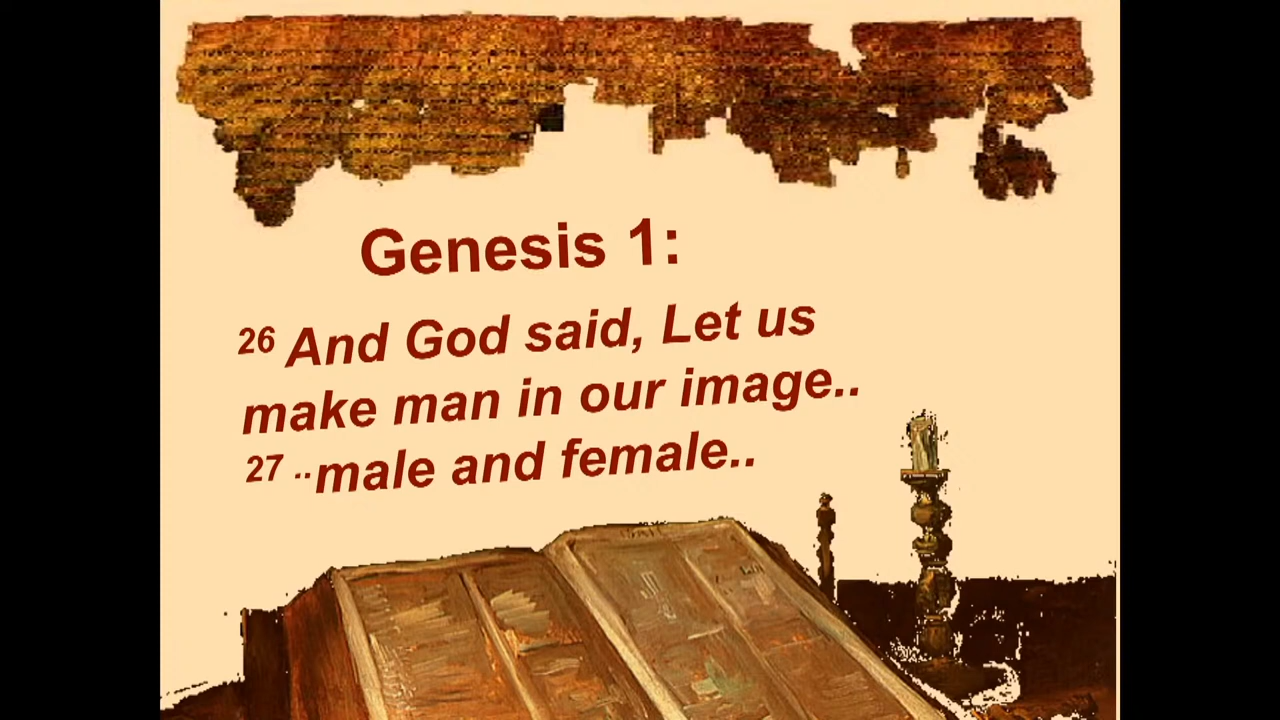 Genesis 1:
26 And God said, Let us
make man in our image..
27 ..male and female..